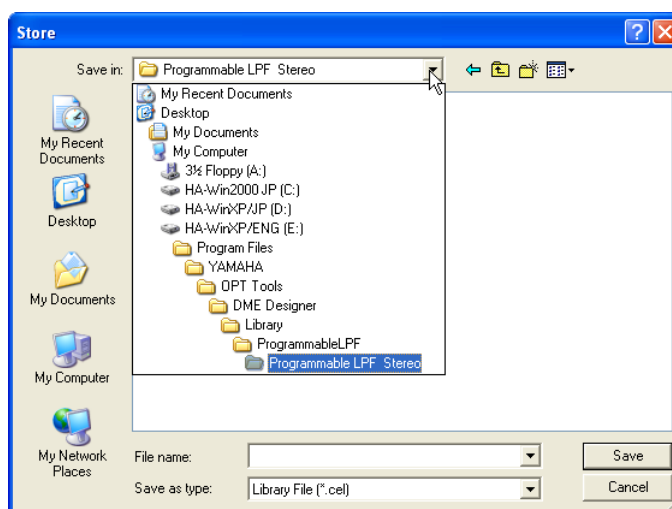 Store
Save in:
Programmable LPF  Stereo
My Recent Documents
Desktop
My Documents
My Computer
3½ Floppy (A:)
HA-Win2000 JP (C:)
HA-WinXP/JP (D:)
HA-WinXP/ENG (E:)
Program Files
YAMAHA
OPT Tools
DME Designer
Library
ProgrammableLPF
Programmable LPF  Stereo
My Recent
Documents
Desktop
My Documents
My Computer
My Network
Places
File name:
Save
Save as type:
Library File (*.cel)
Cancel